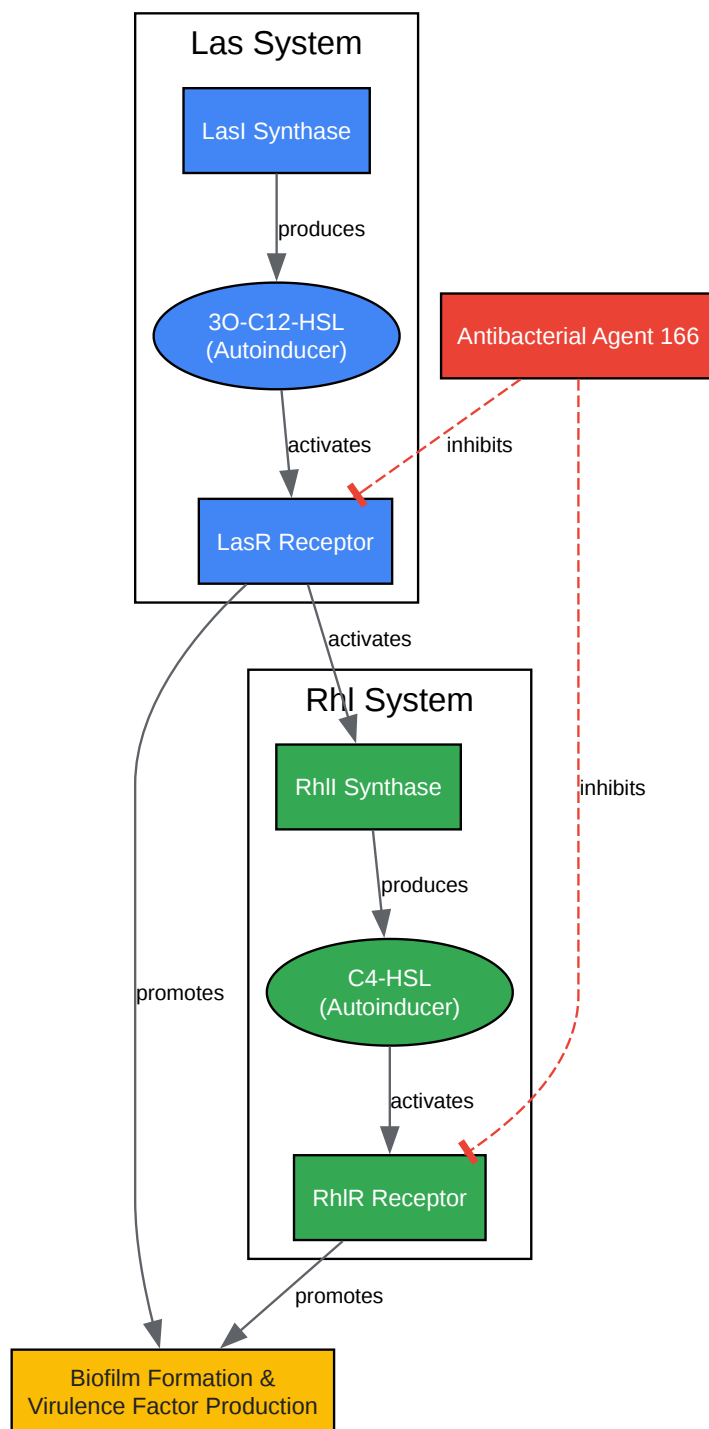 Las System
LasI Synthase
produces
3O-C12-HSL
(Autoinducer)
Antibacterial Agent 166
activates
inhibits
LasR Receptor
activates
Rhl System
RhlI Synthase
inhibits
produces
C4-HSL
(Autoinducer)
promotes
activates
RhlR Receptor
promotes
Biofilm Formation &
Virulence Factor Production